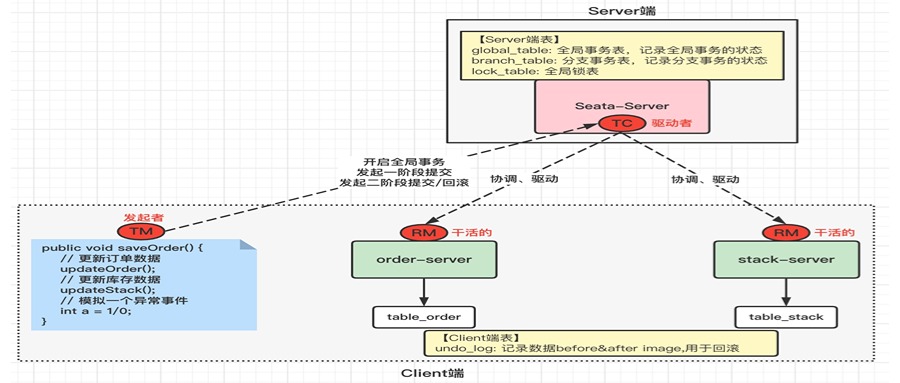 Server端
【Server端表】
global_table: 全局事务表，记录全局事务的状态
branch_table: 分支事务表，记录分支事务的状态
lock_table: 全局锁表
Seata-Server
TC 驱动者
开启全局事务
发起一阶段提交
发起二阶段提交/回滚
协调、驱动
协调、驱动
发起者
TM
RM 干活的
RM 干活的
public void saveOrder() {
// 更新订单数据
updateOrder();
// 更新库存数据
updateStack();
// 模拟一个异常事件
int a = 1/0;
}
order-server
stack-server
table_order
table_stack
【Client端表】
undo_log: 记录数据before&after image,用于回滚
Client端